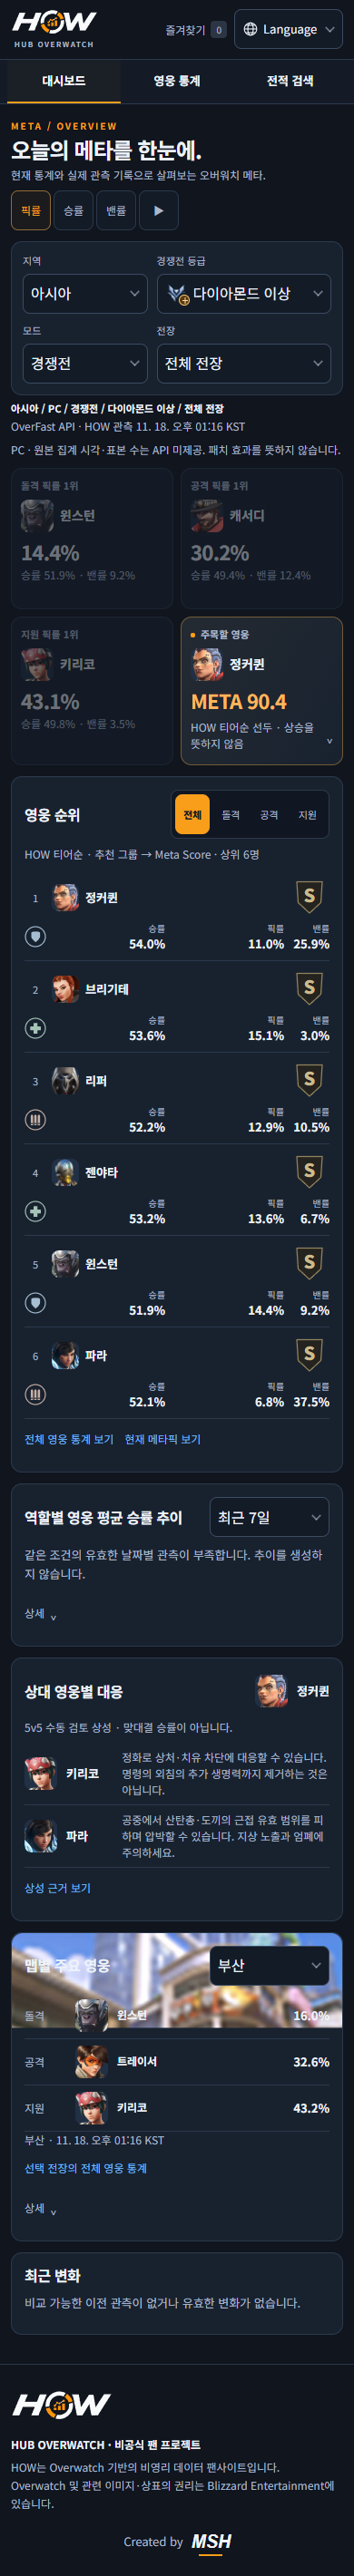 HOW
HUB OVERWATCH
즐겨찾기 0
Language
대시보드 영웅 통계 전적 검색
META / OVERVIEW
오늘의 메타를 한눈에.
현재 통계와 실제 관측 기록으로 살펴보는 오버워치 메타.
픽률 승률 밴률
지역 경쟁전 등급
아시아 다이아몬드 이상
모드 전장
경쟁전 전체 전장
아시아 / PC / 경쟁전 / 다이아몬드 이상 / 전체 전장
OverFast API · HOW 관측 11. 18. 오후 01:16 KST
PC · 원본 집계 시각·표본 수는 API 미제공. 패치 효과를 뜻하지 않습니다.
돌격 픽률 1위
윈스턴
14.4%
승률 51.9% · 밴률 9.2%
공격 픽률 1위
캐서디
30.2%
승률 49.4% · 밴률 12.4%
지원 픽률 1위
키리코
43.1%
승률 49.8% · 밴률 3.5%
주목할 영웅
정커퀸
META 90.4
HOW 티어순 선두 · 상승을
뜻하지 않음
영웅 순위
전체 돌격 공격 지원
HOW 티어순 · 추천 그룹 → Meta Score · 상위 6명
1 정커퀸 S
승률 픽률 밴률
54.0% 11.0% 25.9%
2 브리기테 S
승률 픽률 밴률
53.6% 15.1% 3.0%
3 리퍼 S
승률 픽률 밴률
52.2% 12.9% 10.5%
4 젠야타 S
승률 픽률 밴률
53.2% 13.6% 6.7%
5 윈스턴 S
승률 픽률 밴률
51.9% 14.4% 9.2%
6 파라 S
승률 픽률 밴률
52.1% 6.8% 37.5%
전체 영웅 통계 보기 현재 메타픽 보기
역할별 영웅 평균 승률 추이 최근 7일
같은 조건의 유효한 날짜별 관측이 부족합니다. 추이를 생성하
지 않습니다.
상세
상대 영웅별 대응 정커퀸
5v5 수동 검토 상성 · 맞대결 승률이 아닙니다.
키리코
정화로 상처·치유 차단에 대응할 수 있습니다.
명령의 외침의 추가 생명력까지 제거하는 것은
아닙니다.
파라
공중에서 산탄총·도끼의 근접 유효 범위를 피
하며 압박할 수 있습니다. 지상 노출과 엄폐에
주의하세요.
상성 근거 보기
맵별 주요 영웅 부산
돌격 윈스턴 16.0%
공격 트레이서 32.6%
지원 키리코 43.2%
부산 · 11. 18. 오후 01:16 KST
선택 전장의 전체 영웅 통계
상세
최근 변화
비교 가능한 이전 관측이 없거나 유효한 변화가 없습니다.
HOW
HUB OVERWATCH · 비공식 팬 프로젝트
HOW는 Overwatch 기반의 비영리 데이터 팬사이트입니다.
Overwatch 및 관련 이미지·상표의 권리는 Blizzard Entertainment에
있습니다.
Created by MSH